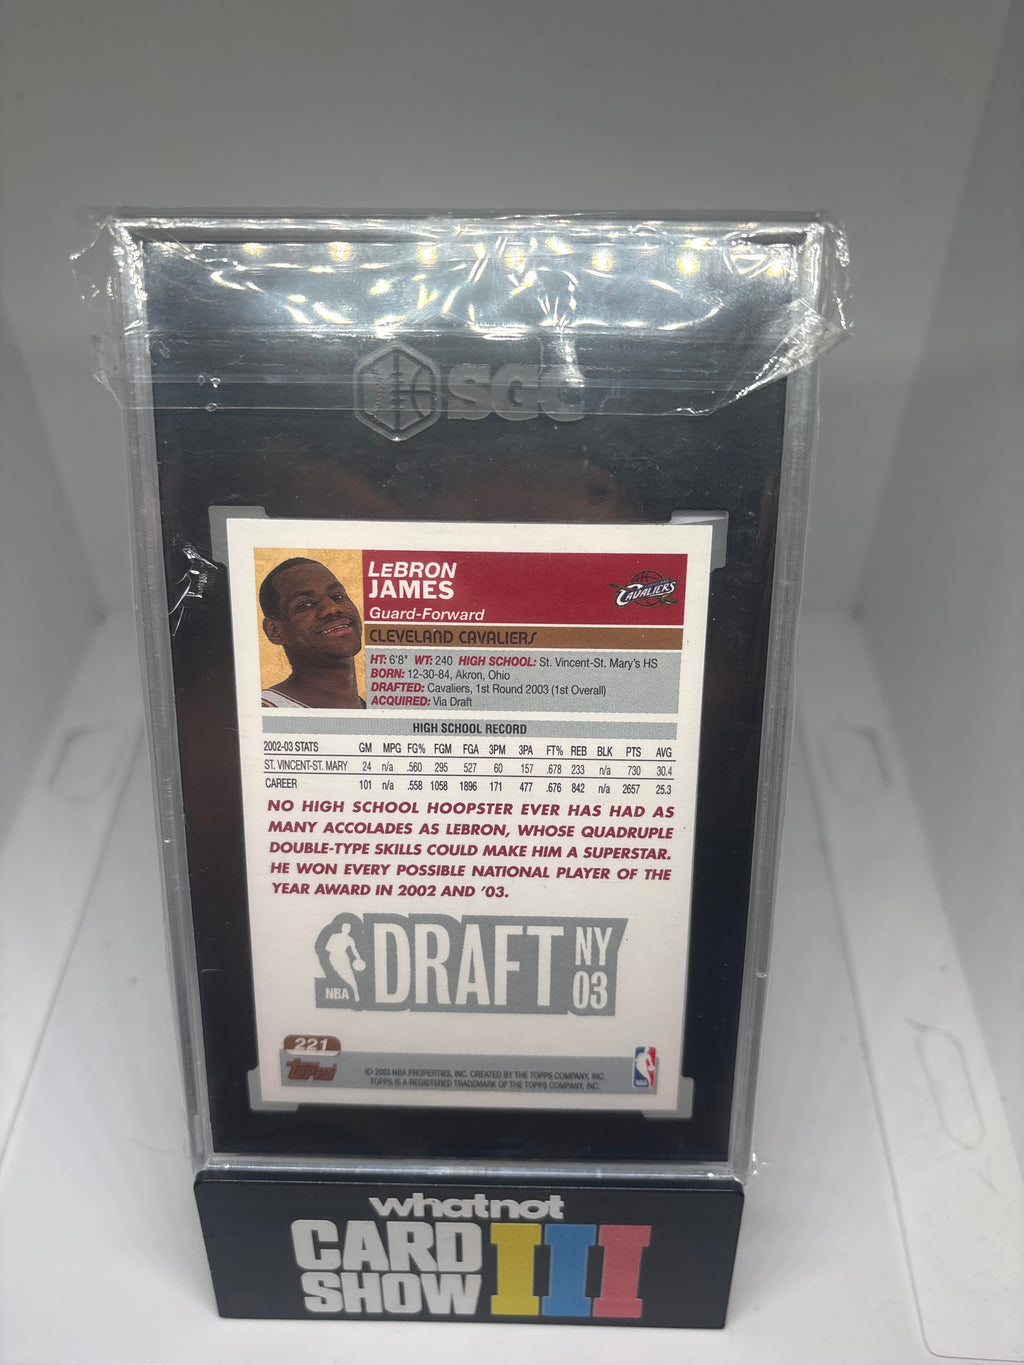 SGC
LeBRON
JAMES
Guard-Forward
CAVALIERS
CLEVELAND CAVALIERS
HT: 6'8" WT: 240 HIGH SCHOOL: St. Vincent-St. Mary's HS
BORN: 12-30-84, Akron, Ohio
DRAFTED: Cavaliers, 1st Round 2003 (1st Overall)
ACQUIRED: Via Draft
HIGH SCHOOL RECORD
2002-03 STATS GM MPG FG% FGM FGA 3PM 3PA FT% REB BLK PTS AVG
ST. VINCENT-ST. MARY 24 n/a .560 295 527 60 157 .678 233 n/a 730 30.4
CAREER 101 n/a .558 1058 1896 171 477 .676 842 n/a 2657 25.3
NO HIGH SCHOOL HOOPSTER EVER HAS HAD AS
MANY ACCOLADES AS LEBRON, WHOSE QUADRUPLE
DOUBLE-TYPE SKILLS COULD MAKE HIM A SUPERSTAR.
HE WON EVERY POSSIBLE NATIONAL PLAYER OF THE
YEAR AWARD IN 2002 AND '03.
NBA DRAFT NY
03
221
Topps
© 2003 NBA PROPERTIES, INC. CREATED BY THE TOPPS COMPANY, INC.
TOPPS IS A REGISTERED TRADEMARK OF THE TOPPS COMPANY, INC.
NBA
whatnot
CARD
SHOW III